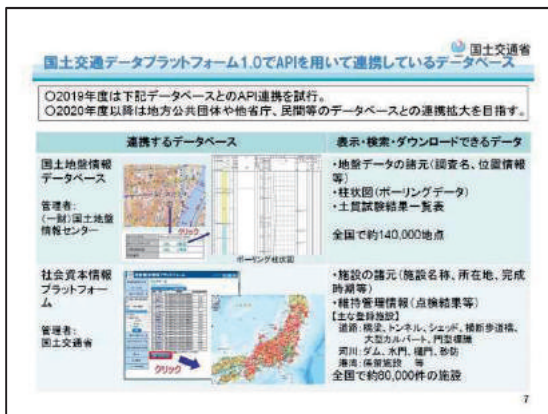 国土交通省
国土交通データプラットフォーム1.0でAPIを用いて連携しているデータベース
○2019年度は下記データベースとのAPI連携を試行。
○2020年度以降は地方公共団体や他省庁、民間等のデータベースとの連携拡大を目指す。
連携するデータベース
表示・検索・ダウンロードできるデータ
国土地盤情報
データベース
管理者:
(一財)国土地盤
情報センター
クリック
ボーリング柱状図
・地盤データの諸元(調査名、位置情報
等)
・柱状図(ボーリングデータ)
・土質試験結果一覧表
全国で約140,000地点
社会資本情報
プラットフォー
ム
管理者:
国土交通省
クリック
・施設の諸元(施設名称、所在地、完成
時期等)
・維持管理情報(点検結果等)
【主な登録施設】
道路:橋梁、トンネル、シェッド、横断歩道橋、
大型カルバート、門型標識
河川:ダム、水門、樋門、砂防
港湾:係留施設 等
全国で約80,000件の施設
7